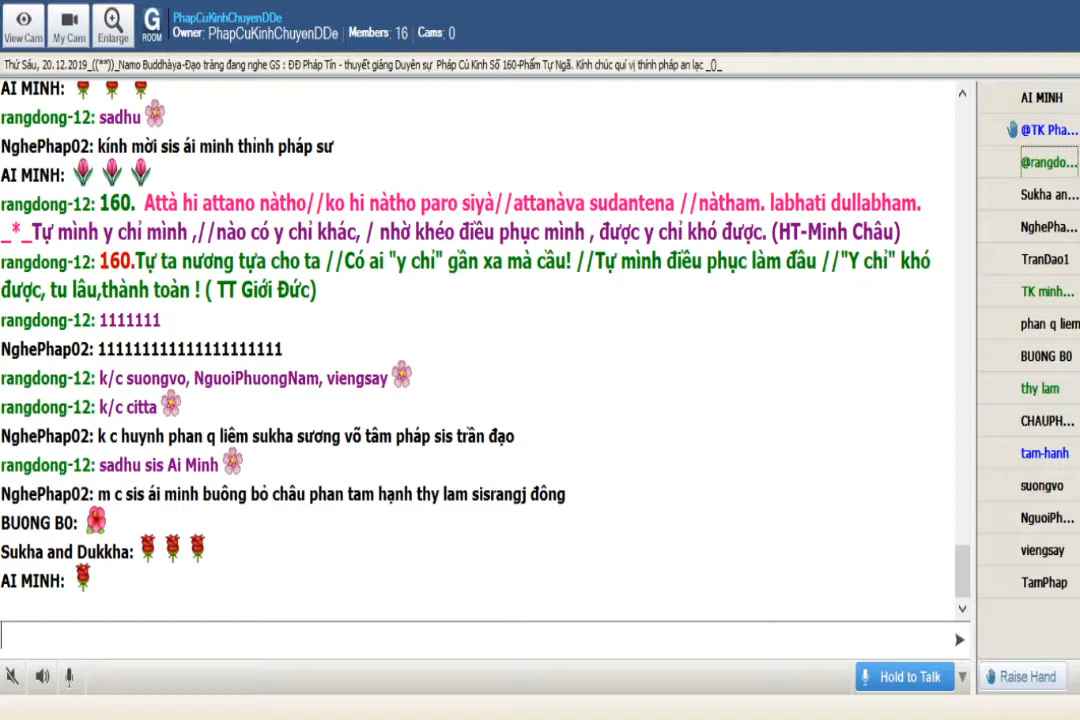 PhapCuKinhChuyenDDe
View Cam
My Cam
Enlarge
G ROOM
Owner: PhapCuKinhChuyenDDe Members: 16 Cams: 0
Thứ Sáu, 20.12.2019_((**))_Namo Buddhàya-Đạo tràng đang nghe GS : ĐĐ Pháp Tín - thuyết giảng Duyên sự Pháp Cú Kinh Số 160-Phẩm Tự Ngã. Kính chúc quí vị thính pháp an lạc _()_
AI MINH:
rangdong-12: sadhu
NghePhap02: kính mời sis ái minh thỉnh pháp sư
AI MINH:
rangdong-12: 160. Attà hi attano nàtho//ko hi nàtho paro siyà//attanàva sudantena //nàtham. labhati dullabham.
_*_Tự mình y chỉ mình ,//nào có y chỉ khác, / nhờ khéo điều phục mình , được y chỉ khó được. (HT-Minh Châu)
rangdong-12: 160.Tự ta nương tựa cho ta //Có ai "y chỉ" gần xa mà cầu! //Tự mình điều phục làm đầu //"Y chỉ" khó
được, tu lâu,thành toàn ! ( TT Giới Đức)
rangdong-12: 1111111
NghePhap02: 111111111111111111111
rangdong-12: k/c suongvo, NguoiPhuongNam, viengsay
rangdong-12: k/c citta
NghePhap02: k c huynh phan q liêm sukha sương võ tâm pháp sis trần đạo
rangdong-12: sadhu sis Ai Minh
NghePhap02: m c sis ái minh buông bỏ châu phan tam hạnh thy lam sisrangj đông
BU0NG B0:
Sukha and Dukkha:
AI MINH:
AI MINH
@TK Pha...
@rangdo...
Sukha an...
NghePha...
TranDao1
TK minh...
phan q liem
BU0NG B0
thy lam
CHAUPH...
tam-hanh
suongvo
NguoiPh...
viengsay
TamPhap
Hold to Talk
Raise Hand